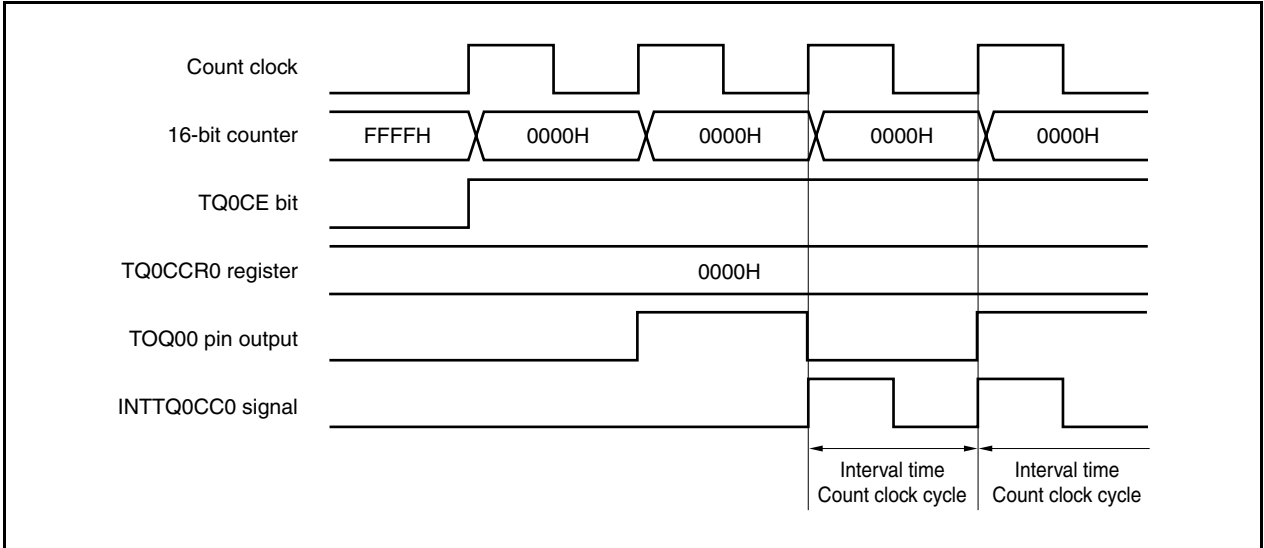 Count clock
16-bit counter
FFFFH
0000H
0000H
0000H
0000H
TQ0CE bit
TQ0CCR0 register
0000H
TOQ00 pin output
INTTQ0CC0 signal
Interval time
Count clock cycle
Interval time
Count clock cycle